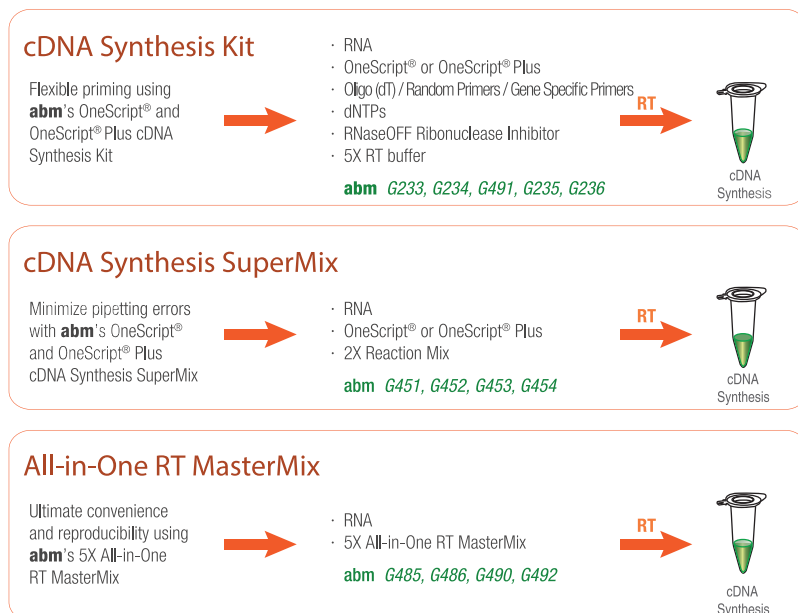 cDNA Synthesis Kit
Flexible priming using
abm's OneScript® and
OneScript® Plus cDNA
Synthesis Kit
· RNA
· OneScript® or OneScript® Plus
· Oligo (dT) / Random Primers / Gene Specific Primers
· dNTPs
· RNaseOFF Ribonuclease Inhibitor
· 5X RT buffer
abm G233, G234, G491, G235, G236
RT
cDNA
Synthesis
cDNA Synthesis SuperMix
Minimize pipetting errors
with abm's OneScript®
and OneScript® Plus
cDNA Synthesis SuperMix
· RNA
· OneScript® or OneScript® Plus
· 2X Reaction Mix
abm G451, G452, G453, G454
RT
cDNA
Synthesis
All-in-One RT MasterMix
Ultimate convenience
and reproducibility using
abm's 5X All-in-One
RT MasterMix
· RNA
· 5X All-in-One RT MasterMix
abm G485, G486, G490, G492
RT
cDNA
Synthesis